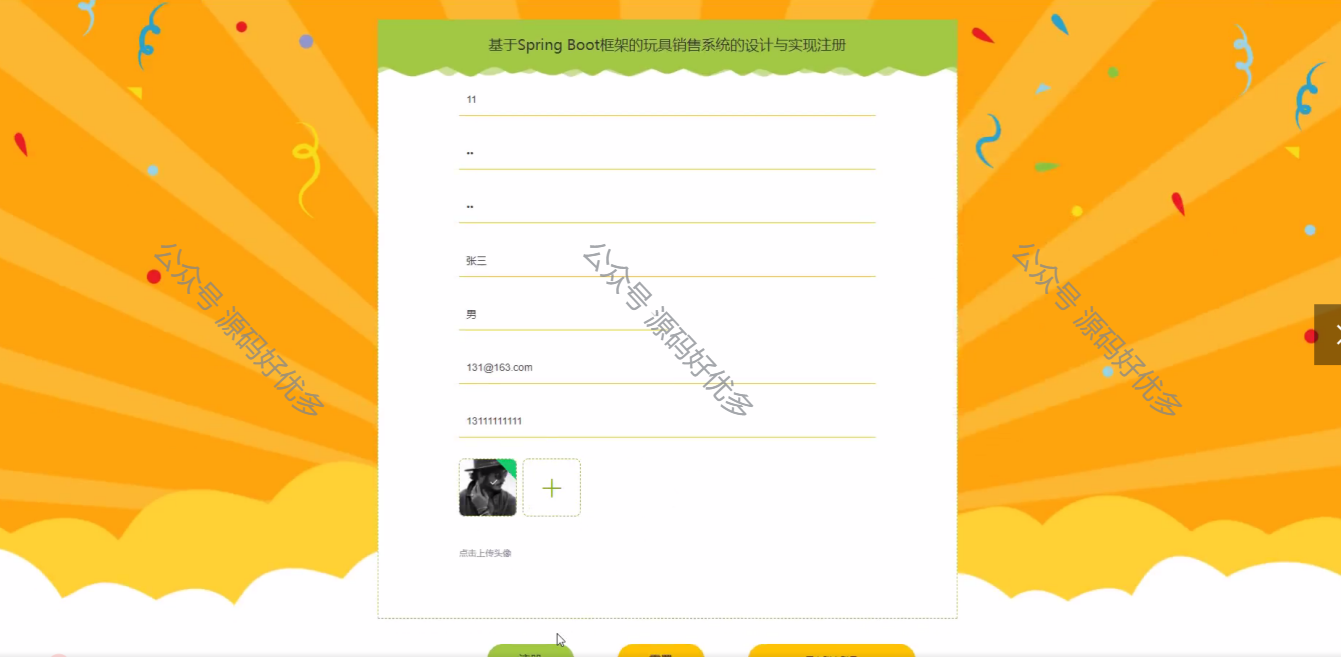 基于Spring Boot框架的玩具销售系统的设计与实现注册
11
••
••
张三
男
131@163.com
13111111111
点击上传头像
公众号 源码好优多
公众号 源码好优多
公众号 源码好优多